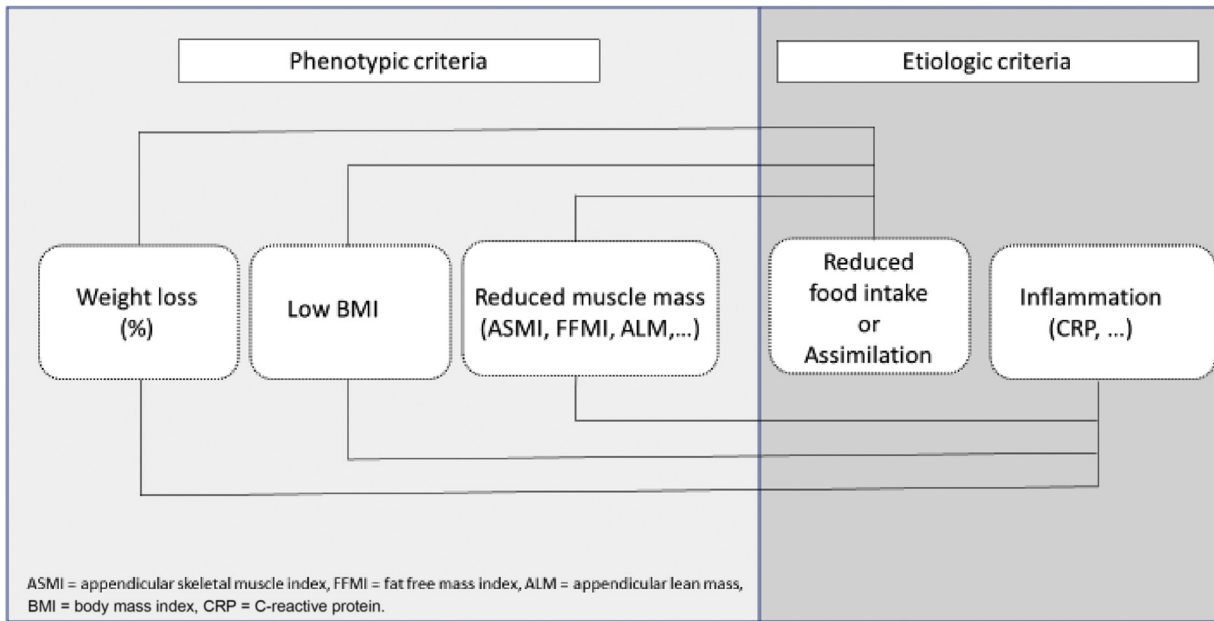 Phenotypic criteria
Etiologic criteria
Weight loss
(%)
Low BMI
Reduced muscle mass
(ASMI, FFMI, ALM,...)
Reduced
food intake
or
Assimilation
Inflammation
(CRP, ...)
ASMI = appendicular skeletal muscle index, FFMI = fat free mass index, ALM = appendicular lean mass,
BMI = body mass index, CRP = C-reactive protein.